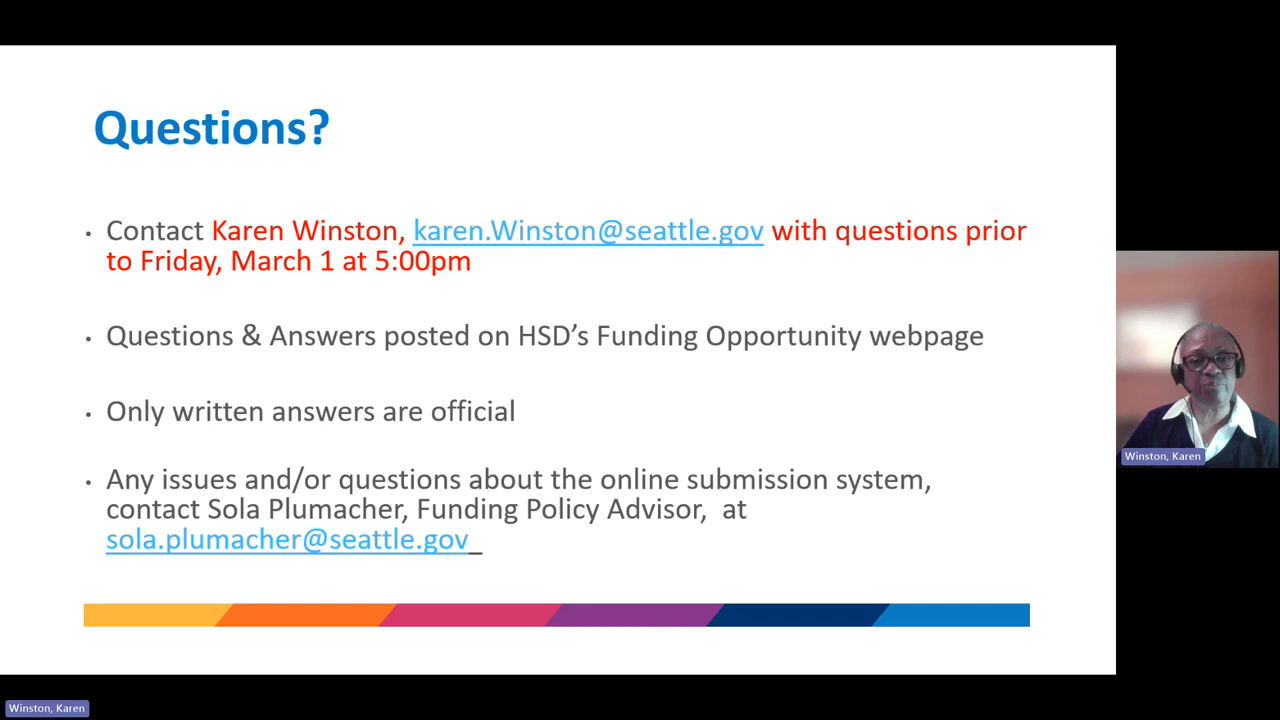 Questions?
• Contact Karen Winston, karen.Winston@seattle.gov with questions prior
to Friday, March 1 at 5:00pm
• Questions & Answers posted on HSD’s Funding Opportunity webpage
• Only written answers are official
• Any issues and/or questions about the online submission system,
contact Sola Plumacher, Funding Policy Advisor, at
sola.plumacher@seattle.gov
Winston, Karen
Winston, Karen